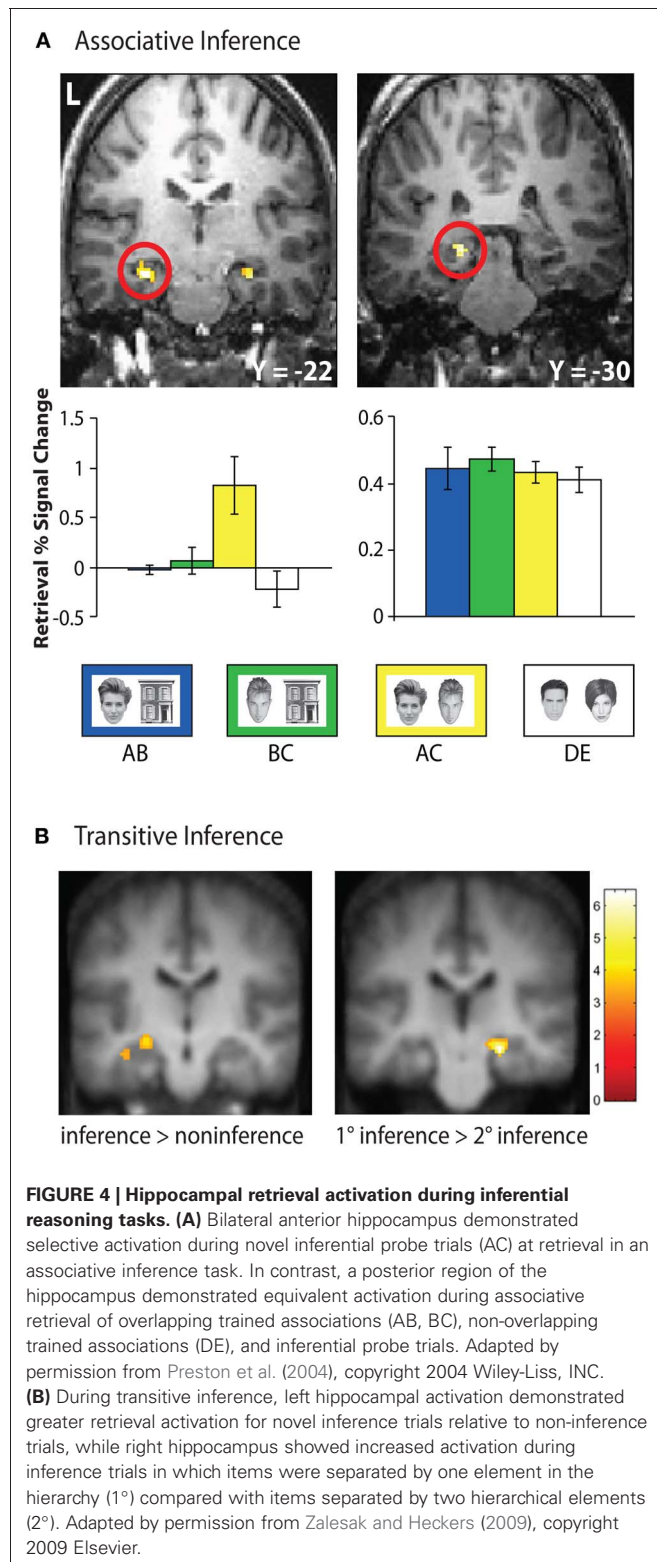 A Associative Inference
L
Y = -22
Y = -30
Retrieval % Signal Change
1.5
1
0.5
0
-0.5
0.6
0.4
0.2
0
AB
BC
AC
DE
B Transitive Inference
6
5
4
3
2
1
0
inference > noninference
1° inference > 2° inference
FIGURE 4 | Hippocampal retrieval activation during inferential
reasoning tasks. (A) Bilateral anterior hippocampus demonstrated
selective activation during novel inferential probe trials (AC) at retrieval in an
associative inference task. In contrast, a posterior region of the
hippocampus demonstrated equivalent activation during associative
retrieval of overlapping trained associations (AB, BC), non-overlapping
trained associations (DE), and inferential probe trials. Adapted by
permission from Preston et al. (2004), copyright 2004 Wiley-Liss, INC.
(B) During transitive inference, left hippocampal activation demonstrated
greater retrieval activation for novel inference trials relative to non-inference
trials, while right hippocampus showed increased activation during
inference trials in which items were separated by one element in the
hierarchy (1°) compared with items separated by two hierarchical elements
(2°). Adapted by permission from Zalesak and Heckers (2009), copyright
2009 Elsevier.